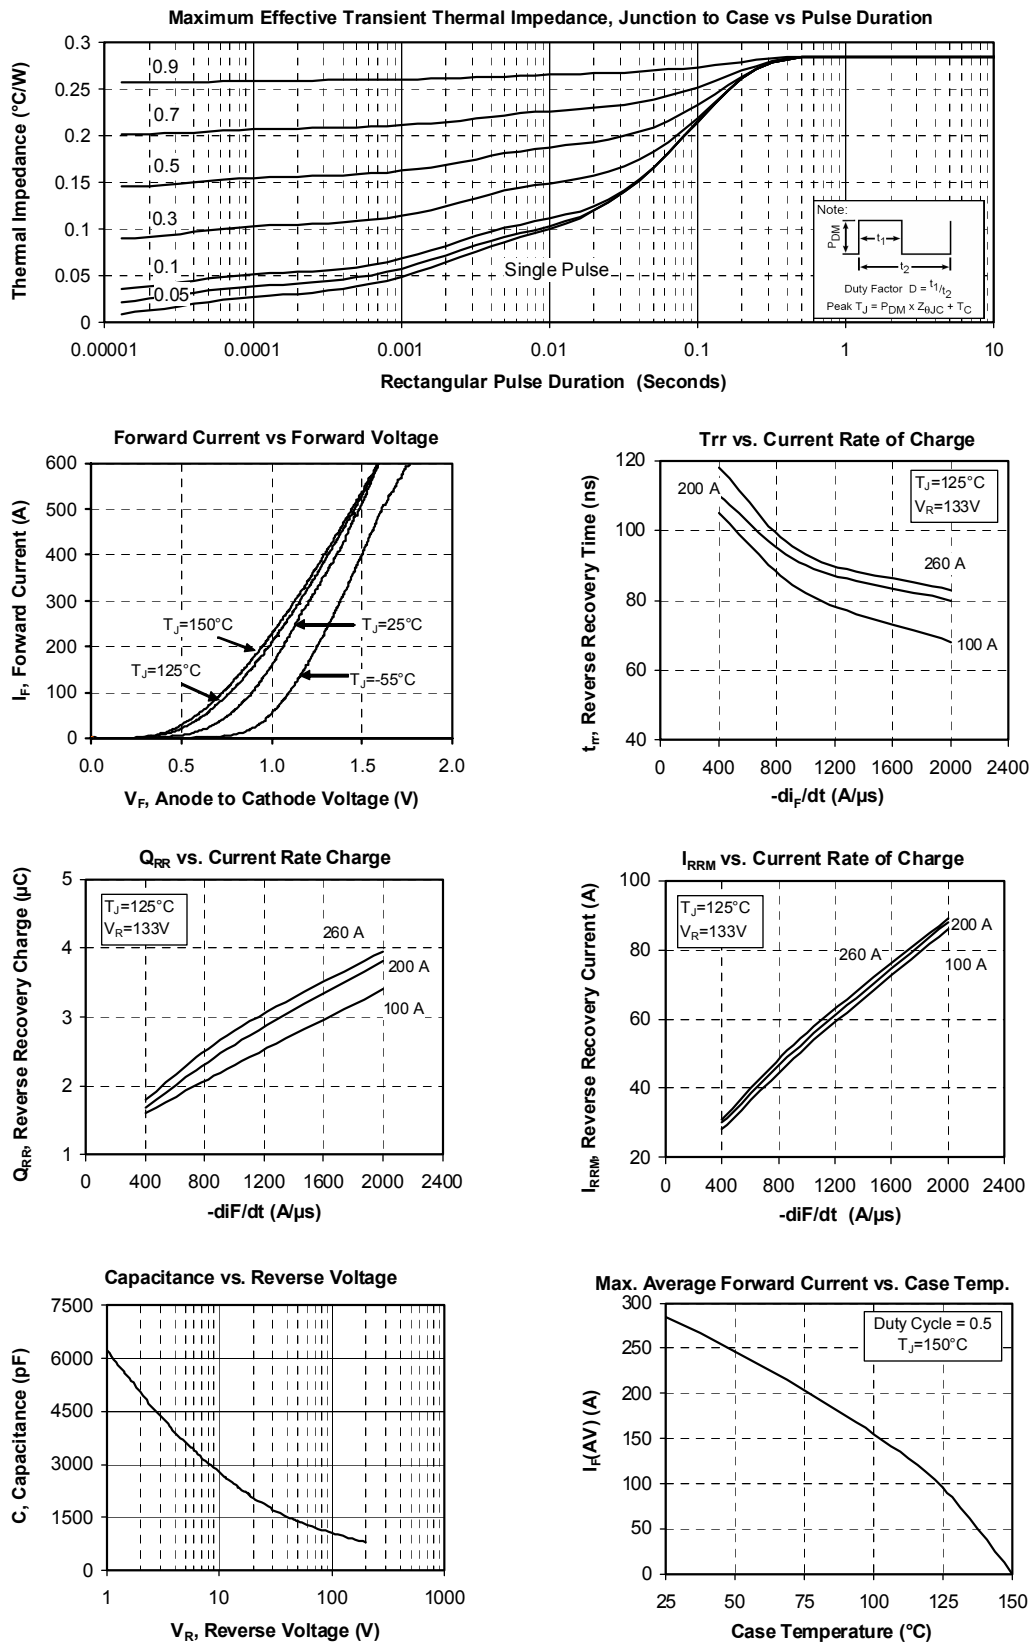 Maximum Effective Transient Thermal Impedance, Junction to Case vs Pulse Duration
Thermal Impedance (°C/W)
0.3
0.25
0.2
0.15
0.1
0.05
0
0.9
0.7
0.5
0.3
0.1
0.05
Single Pulse
Note:
PDM
t1
t2
Duty Factor D = t1/t2
Peak TJ = PDM x ZθJC + TC
0.00001
0.0001
0.001
0.01
0.1
1
10
Rectangular Pulse Duration (Seconds)
Forward Current vs Forward Voltage
IF, Forward Current (A)
600
500
400
300
200
100
0
TJ=150°C
TJ=125°C
TJ=25°C
TJ=-55°C
0.0
0.5
1.0
1.5
2.0
VF, Anode to Cathode Voltage (V)
Trr vs. Current Rate of Charge
trr, Reverse Recovery Time (ns)
120
100
80
60
40
TJ=125°C
VR=133V
200 A
260 A
100 A
0
400
800
1200
1600
2000
2400
-diF/dt (A/µs)
QRR vs. Current Rate Charge
QRR, Reverse Recovery Charge (µC)
5
4
3
2
1
TJ=125°C
VR=133V
260 A
200 A
100 A
0
400
800
1200
1600
2000
2400
-diF/dt (A/µs)
IRRM vs. Current Rate of Charge
IRRM, Reverse Recovery Current (A)
100
80
60
40
20
TJ=125°C
VR=133V
260 A
200 A
100 A
0
400
800
1200
1600
2000
2400
-diF/dt (A/µs)
Capacitance vs. Reverse Voltage
C, Capacitance (pF)
7500
6000
4500
3000
1500
0
1
10
100
1000
VR, Reverse Voltage (V)
Max. Average Forward Current vs. Case Temp.
IF(AV) (A)
300
250
200
150
100
50
0
Duty Cycle = 0.5
TJ=150°C
25
50
75
100
125
150
Case Temperature (°C)